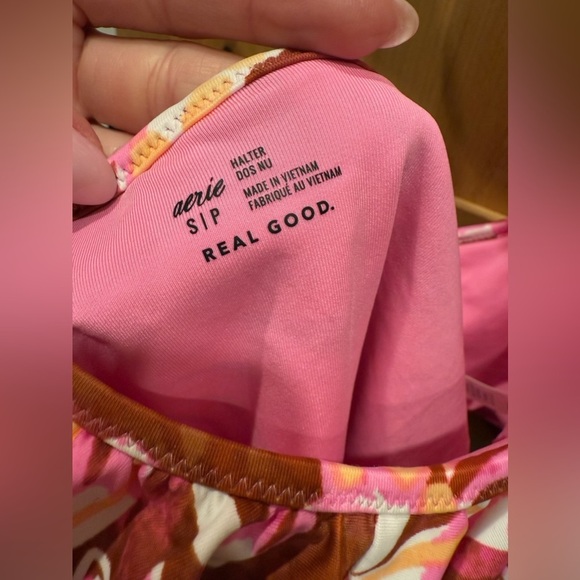 aerie
S|P
HALTER
DOS NU
MADE IN VIETNAM
FABRIQUÉ AU VIETNAM
REAL GOOD.